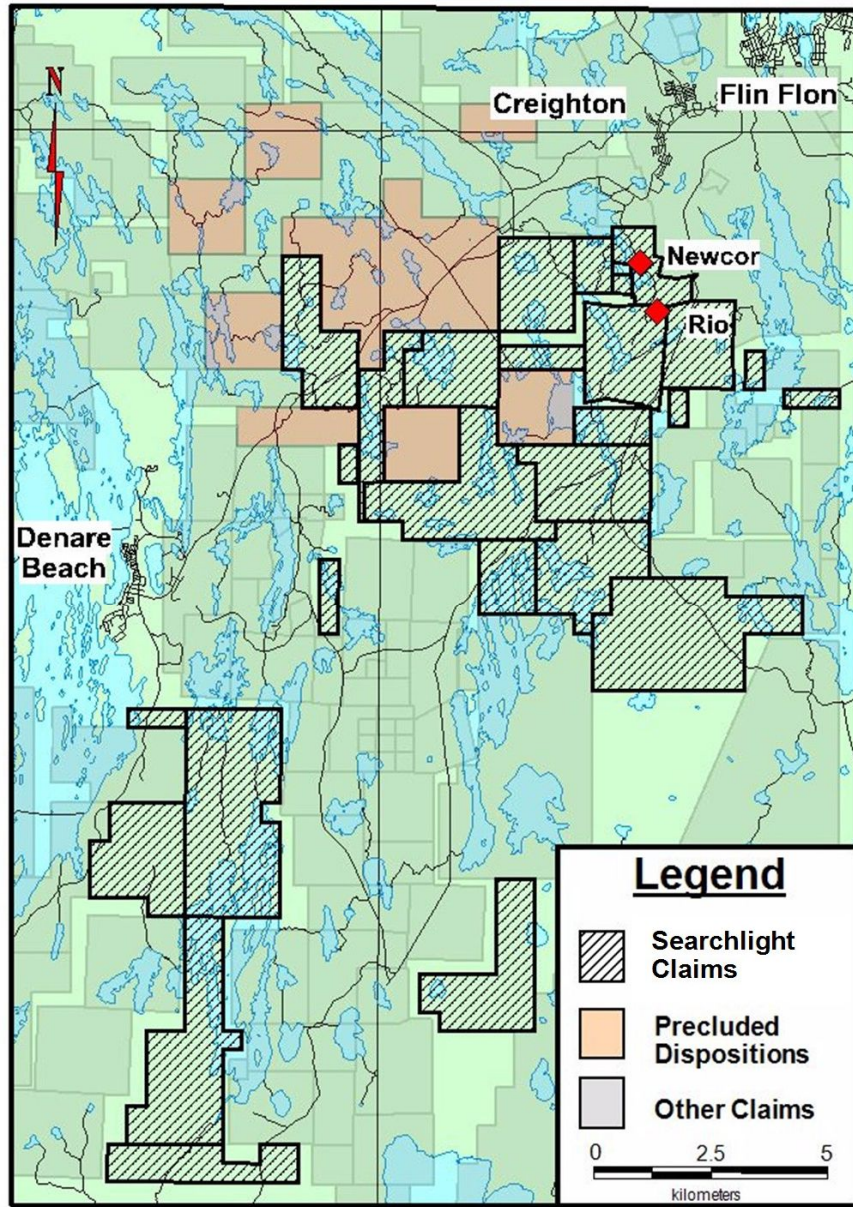 N
Creighton
Flin Flon
Newcor
Rio
Denare
Beach
Legend
Searchlight
Claims
Precluded
Dispositions
Other Claims
0 2.5 5
kilometers